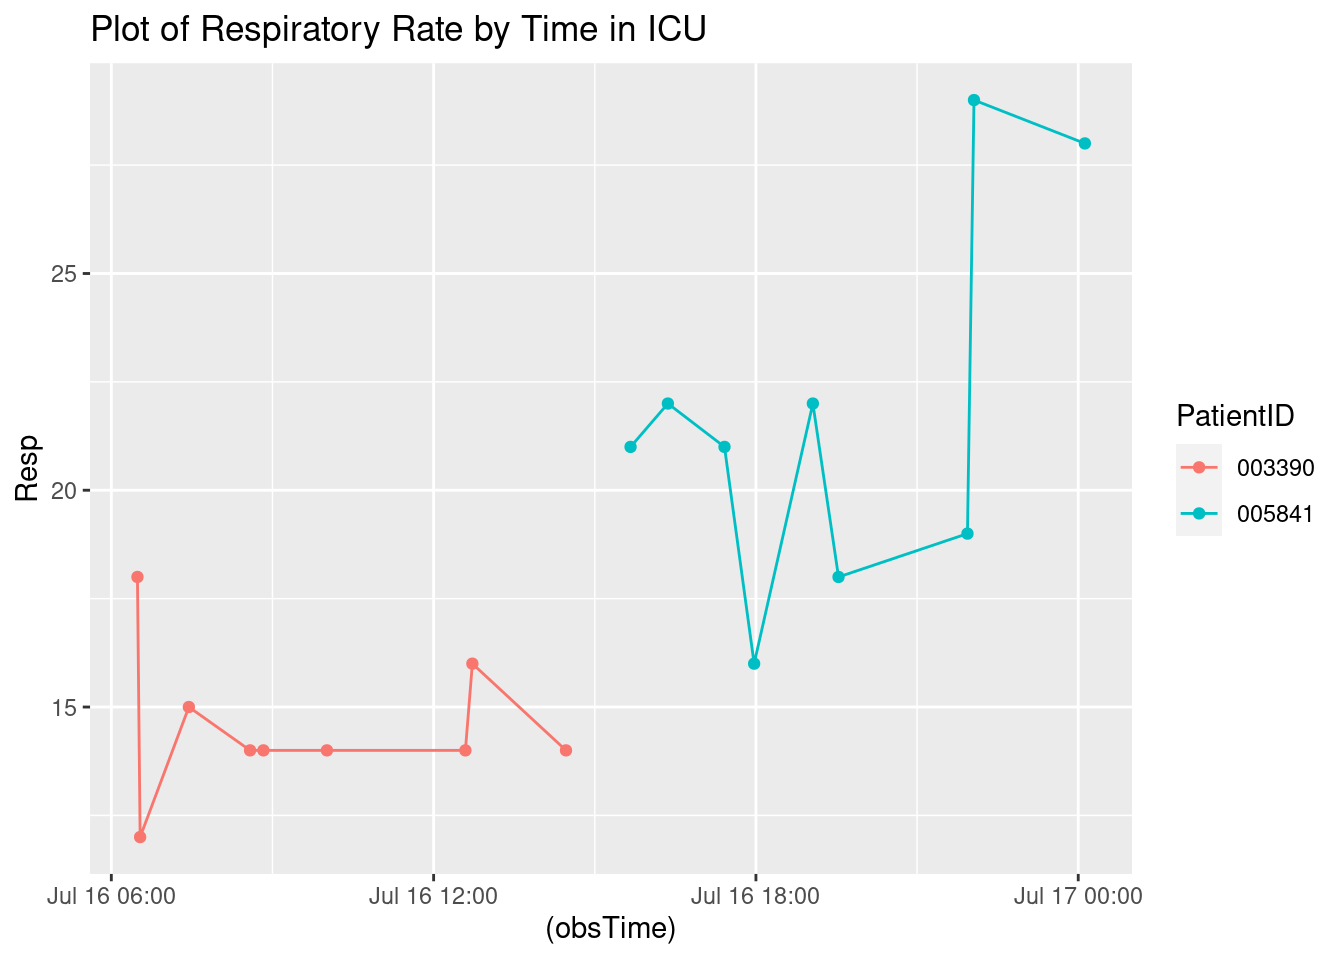 Plot of Respiratory Rate by Time in ICU
Resp
25
20
15
Jul 16 06:00
Jul 16 12:00
Jul 16 18:00
Jul 17 00:00
(obsTime)
PatientID
003390
005841